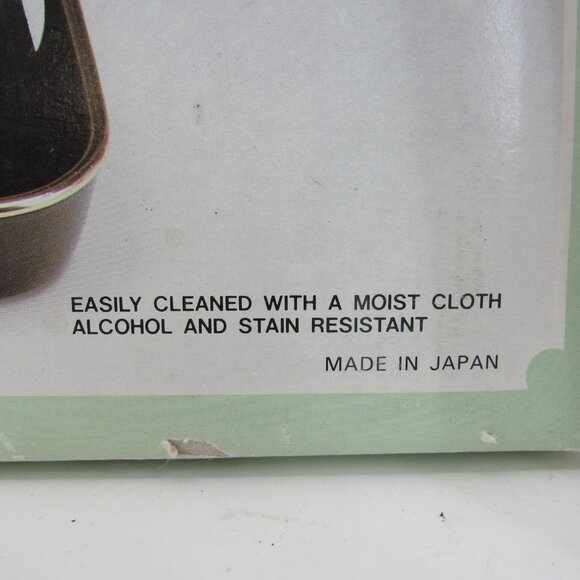 EASILY CLEANED WITH A MOIST CLOTH
ALCOHOL AND STAIN RESISTANT
MADE IN JAPAN